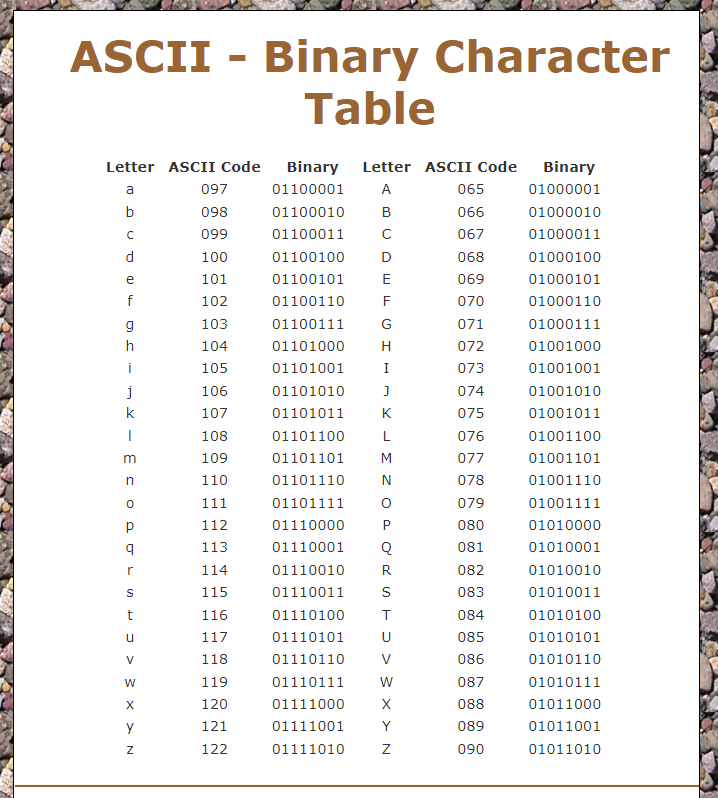 ASCII - Binary Character
Table
Letter ASCII Code Binary Letter ASCII Code Binary
a 097 01100001 A 065 01000001
b 098 01100010 B 066 01000010
c 099 01100011 C 067 01000011
d 100 01100100 D 068 01000100
e 101 01100101 E 069 01000101
f 102 01100110 F 070 01000110
g 103 01100111 G 071 01000111
h 104 01101000 H 072 01001000
i 105 01101001 I 073 01001001
j 106 01101010 J 074 01001010
k 107 01101011 K 075 01001011
l 108 01101100 L 076 01001100
m 109 01101101 M 077 01001101
n 110 01101110 N 078 01001110
o 111 01101111 O 079 01001111
p 112 01110000 P 080 01010000
q 113 01110001 Q 081 01010001
r 114 01110010 R 082 01010010
s 115 01110011 S 083 01010011
t 116 01110100 T 084 01010100
u 117 01110101 U 085 01010101
v 118 01110110 V 086 01010110
w 119 01110111 W 087 01010111
x 120 01111000 X 088 01011000
y 121 01111001 Y 089 01011001
z 122 01111010 Z 090 01011010